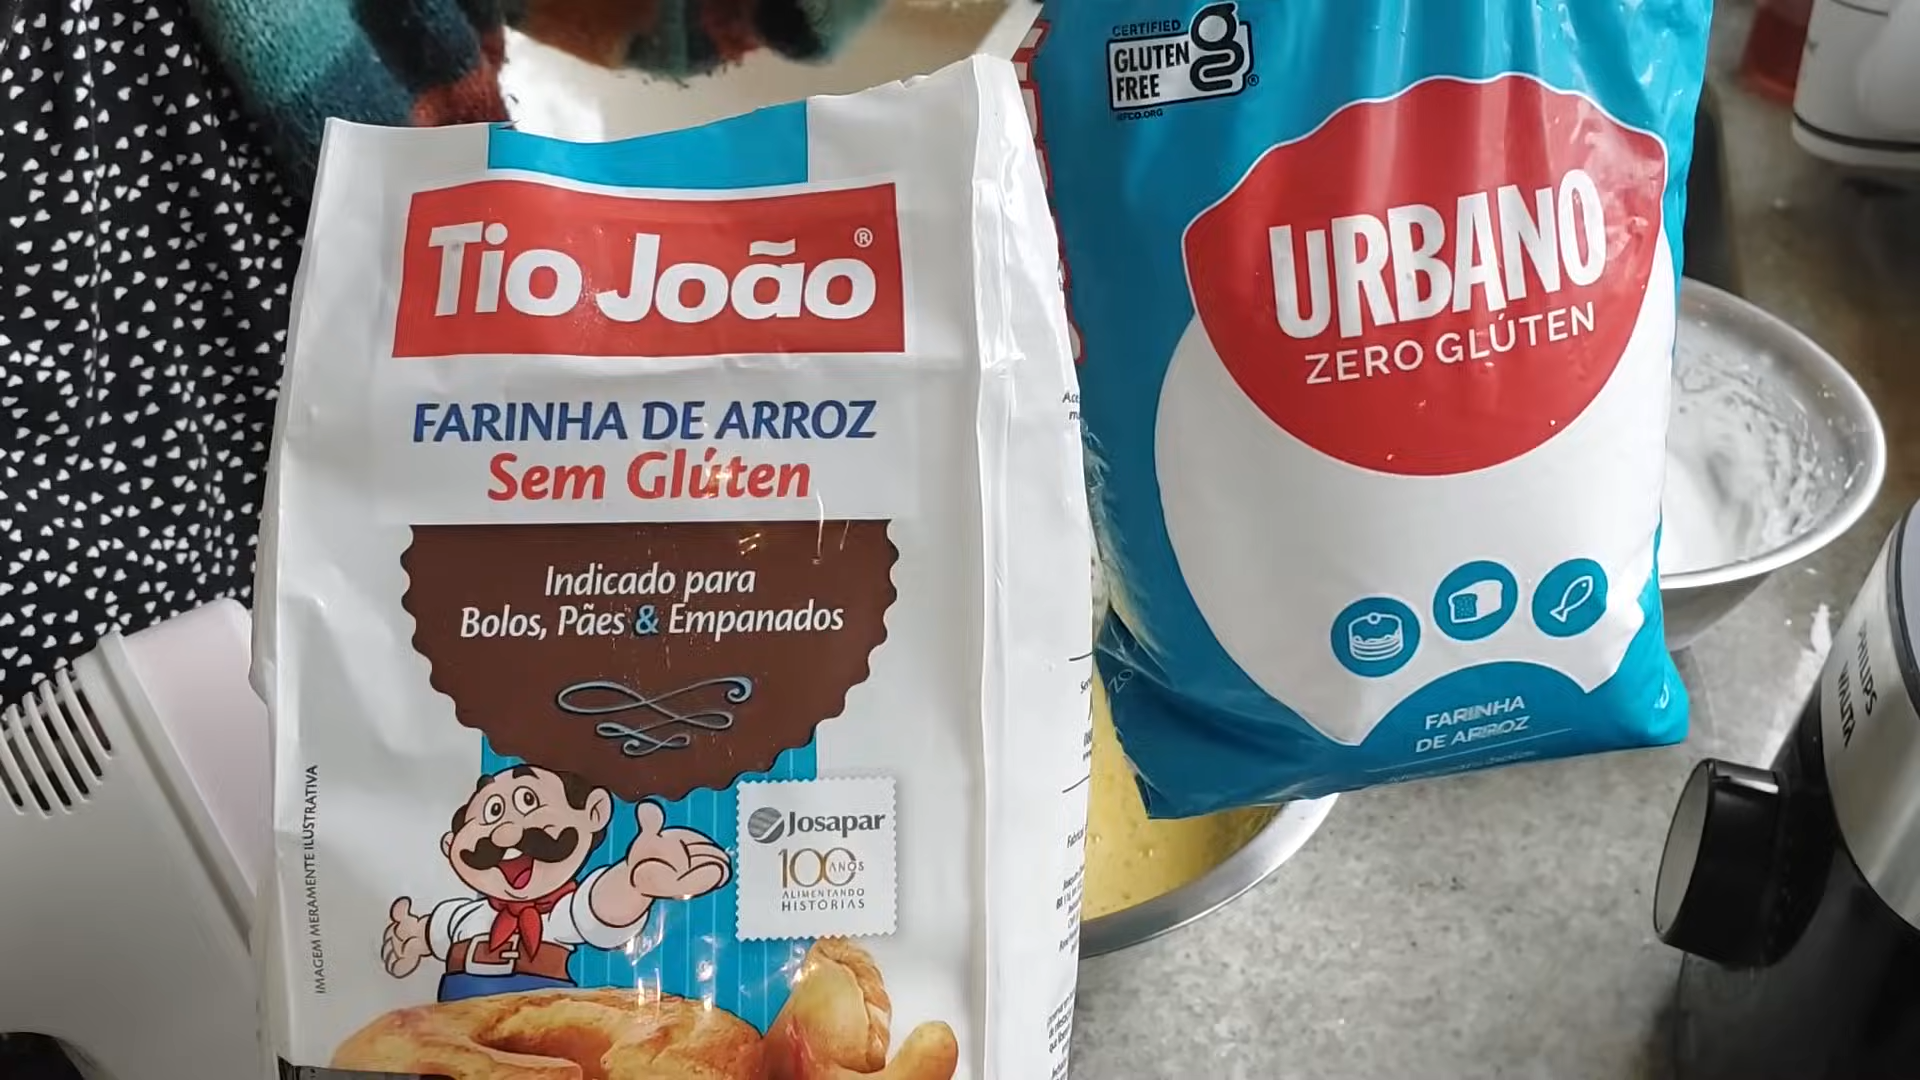 Tio João®
FARINHA DE ARROZ
Sem Glúten
Indicado para
Bolos, Pães & Empanados
Josapar
100 ANOS
ALIMENTANDO
HISTÓRIAS
IMAGEM MERAMENTE ILUSTRATIVA
CERTIFIED
GLUTEN
FREE
GFCO.ORG
URBANO
ZERO GLÚTEN
FARINHA
DE ARROZ
PHILIPS
WALITA